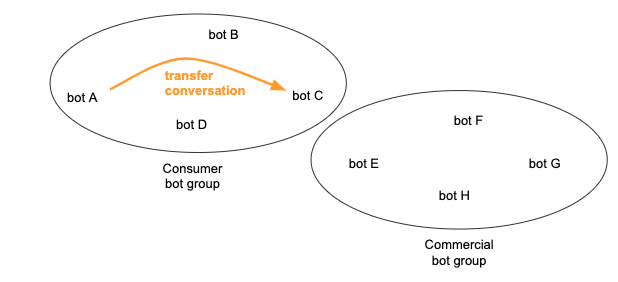 bot B
transfer
conversation
bot A
bot C
bot D
Consumer
bot group
bot F
bot E
bot G
bot H
Commercial
bot group